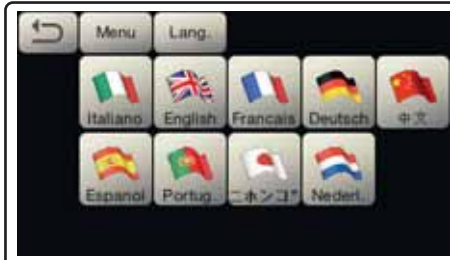 Menu Lang.
Italiano English Francais Deutsch 中文
Espanol Portug. ニホンゴ Nederl.